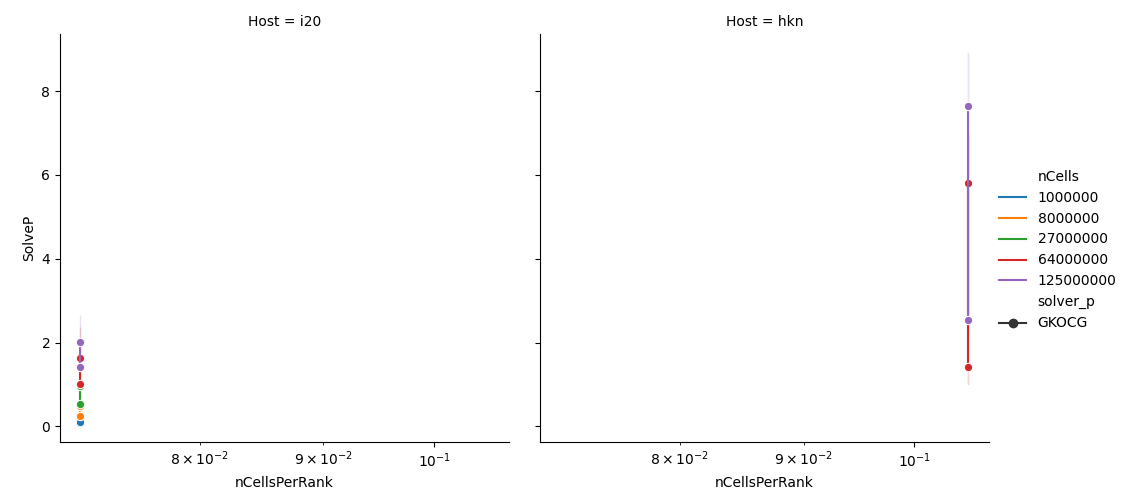 Host = i20
Host = hkn
SolveP
8
6
4
2
0
8 × 10⁻²
9 × 10⁻²
10⁻¹
nCellsPerRank
8 × 10⁻²
9 × 10⁻²
10⁻¹
nCellsPerRank
nCells
1000000
8000000
27000000
64000000
125000000
solver_p
GKOCG